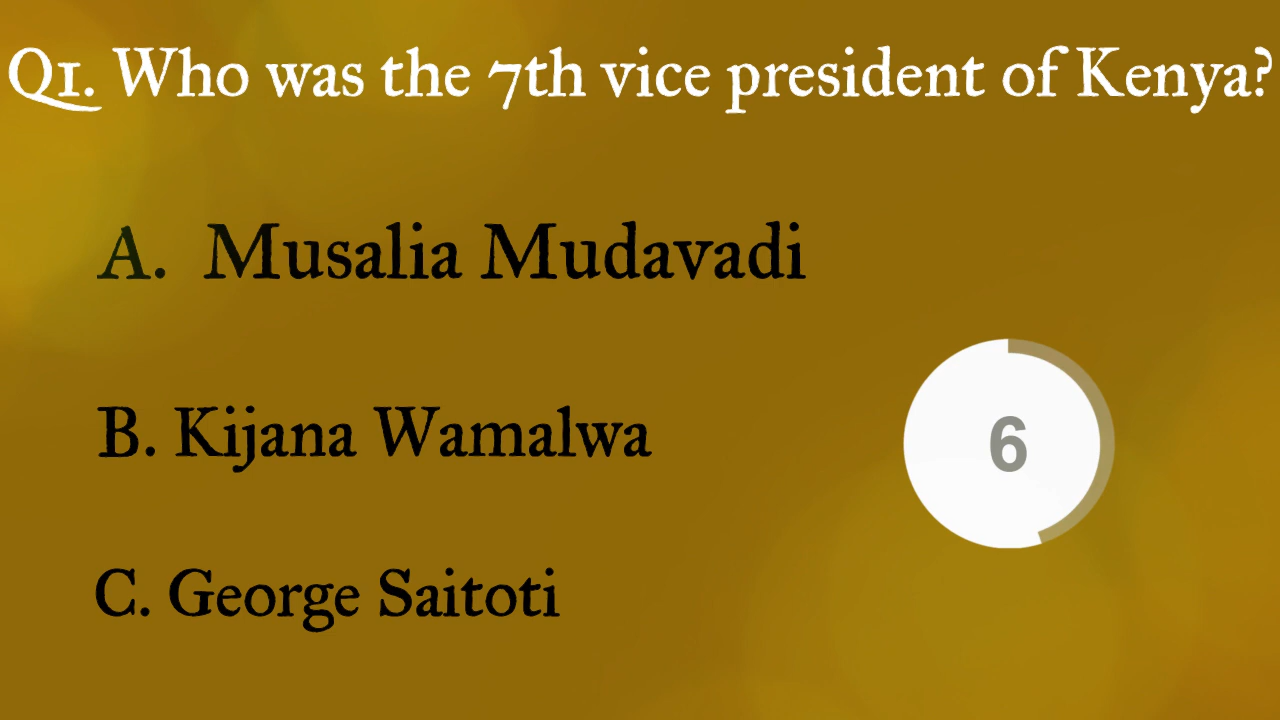 Q1. Who was the 7th vice president of Kenya?
A. Musalia Mudavadi
B. Kijana Wamalwa
6
C. George Saitoti